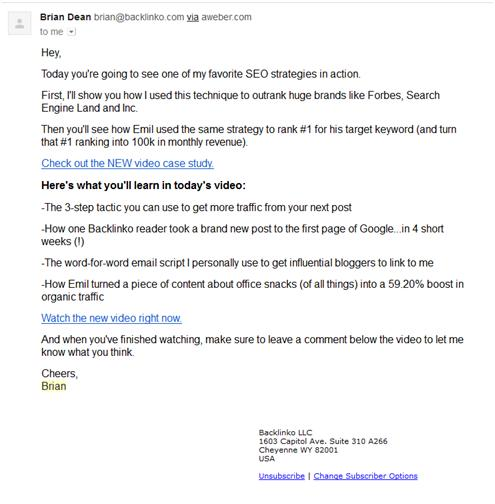 Brian Dean brian@backlinko.com via aweber.com
to me
Hey,
Today you're going to see one of my favorite SEO strategies in action.
First, I'll show you how I used this technique to outrank huge brands like Forbes, Search
Engine Land and Inc.
Then you'll see how Emil used the same strategy to rank #1 for his target keyword (and turn
that #1 ranking into 100k in monthly revenue).
Check out the NEW video case study.
Here's what you'll learn in today's video:
-The 3-step tactic you can use to get more traffic from your next post
-How one Backlinko reader took a brand new post to the first page of Google...in 4 short
weeks (!)
-The word-for-word email script I personally use to get influential bloggers to link to me
-How Emil turned a piece of content about office snacks (of all things) into a 59.20% boost in
organic traffic
Watch the new video right now.
And when you've finished watching, make sure to leave a comment below the video to let me
know what you think.
Cheers,
Brian
Backlinko LLC
1603 Capitol Ave. Suite 310 A266
Cheyenne WY 82001
USA
Unsubscribe | Change Subscriber Options